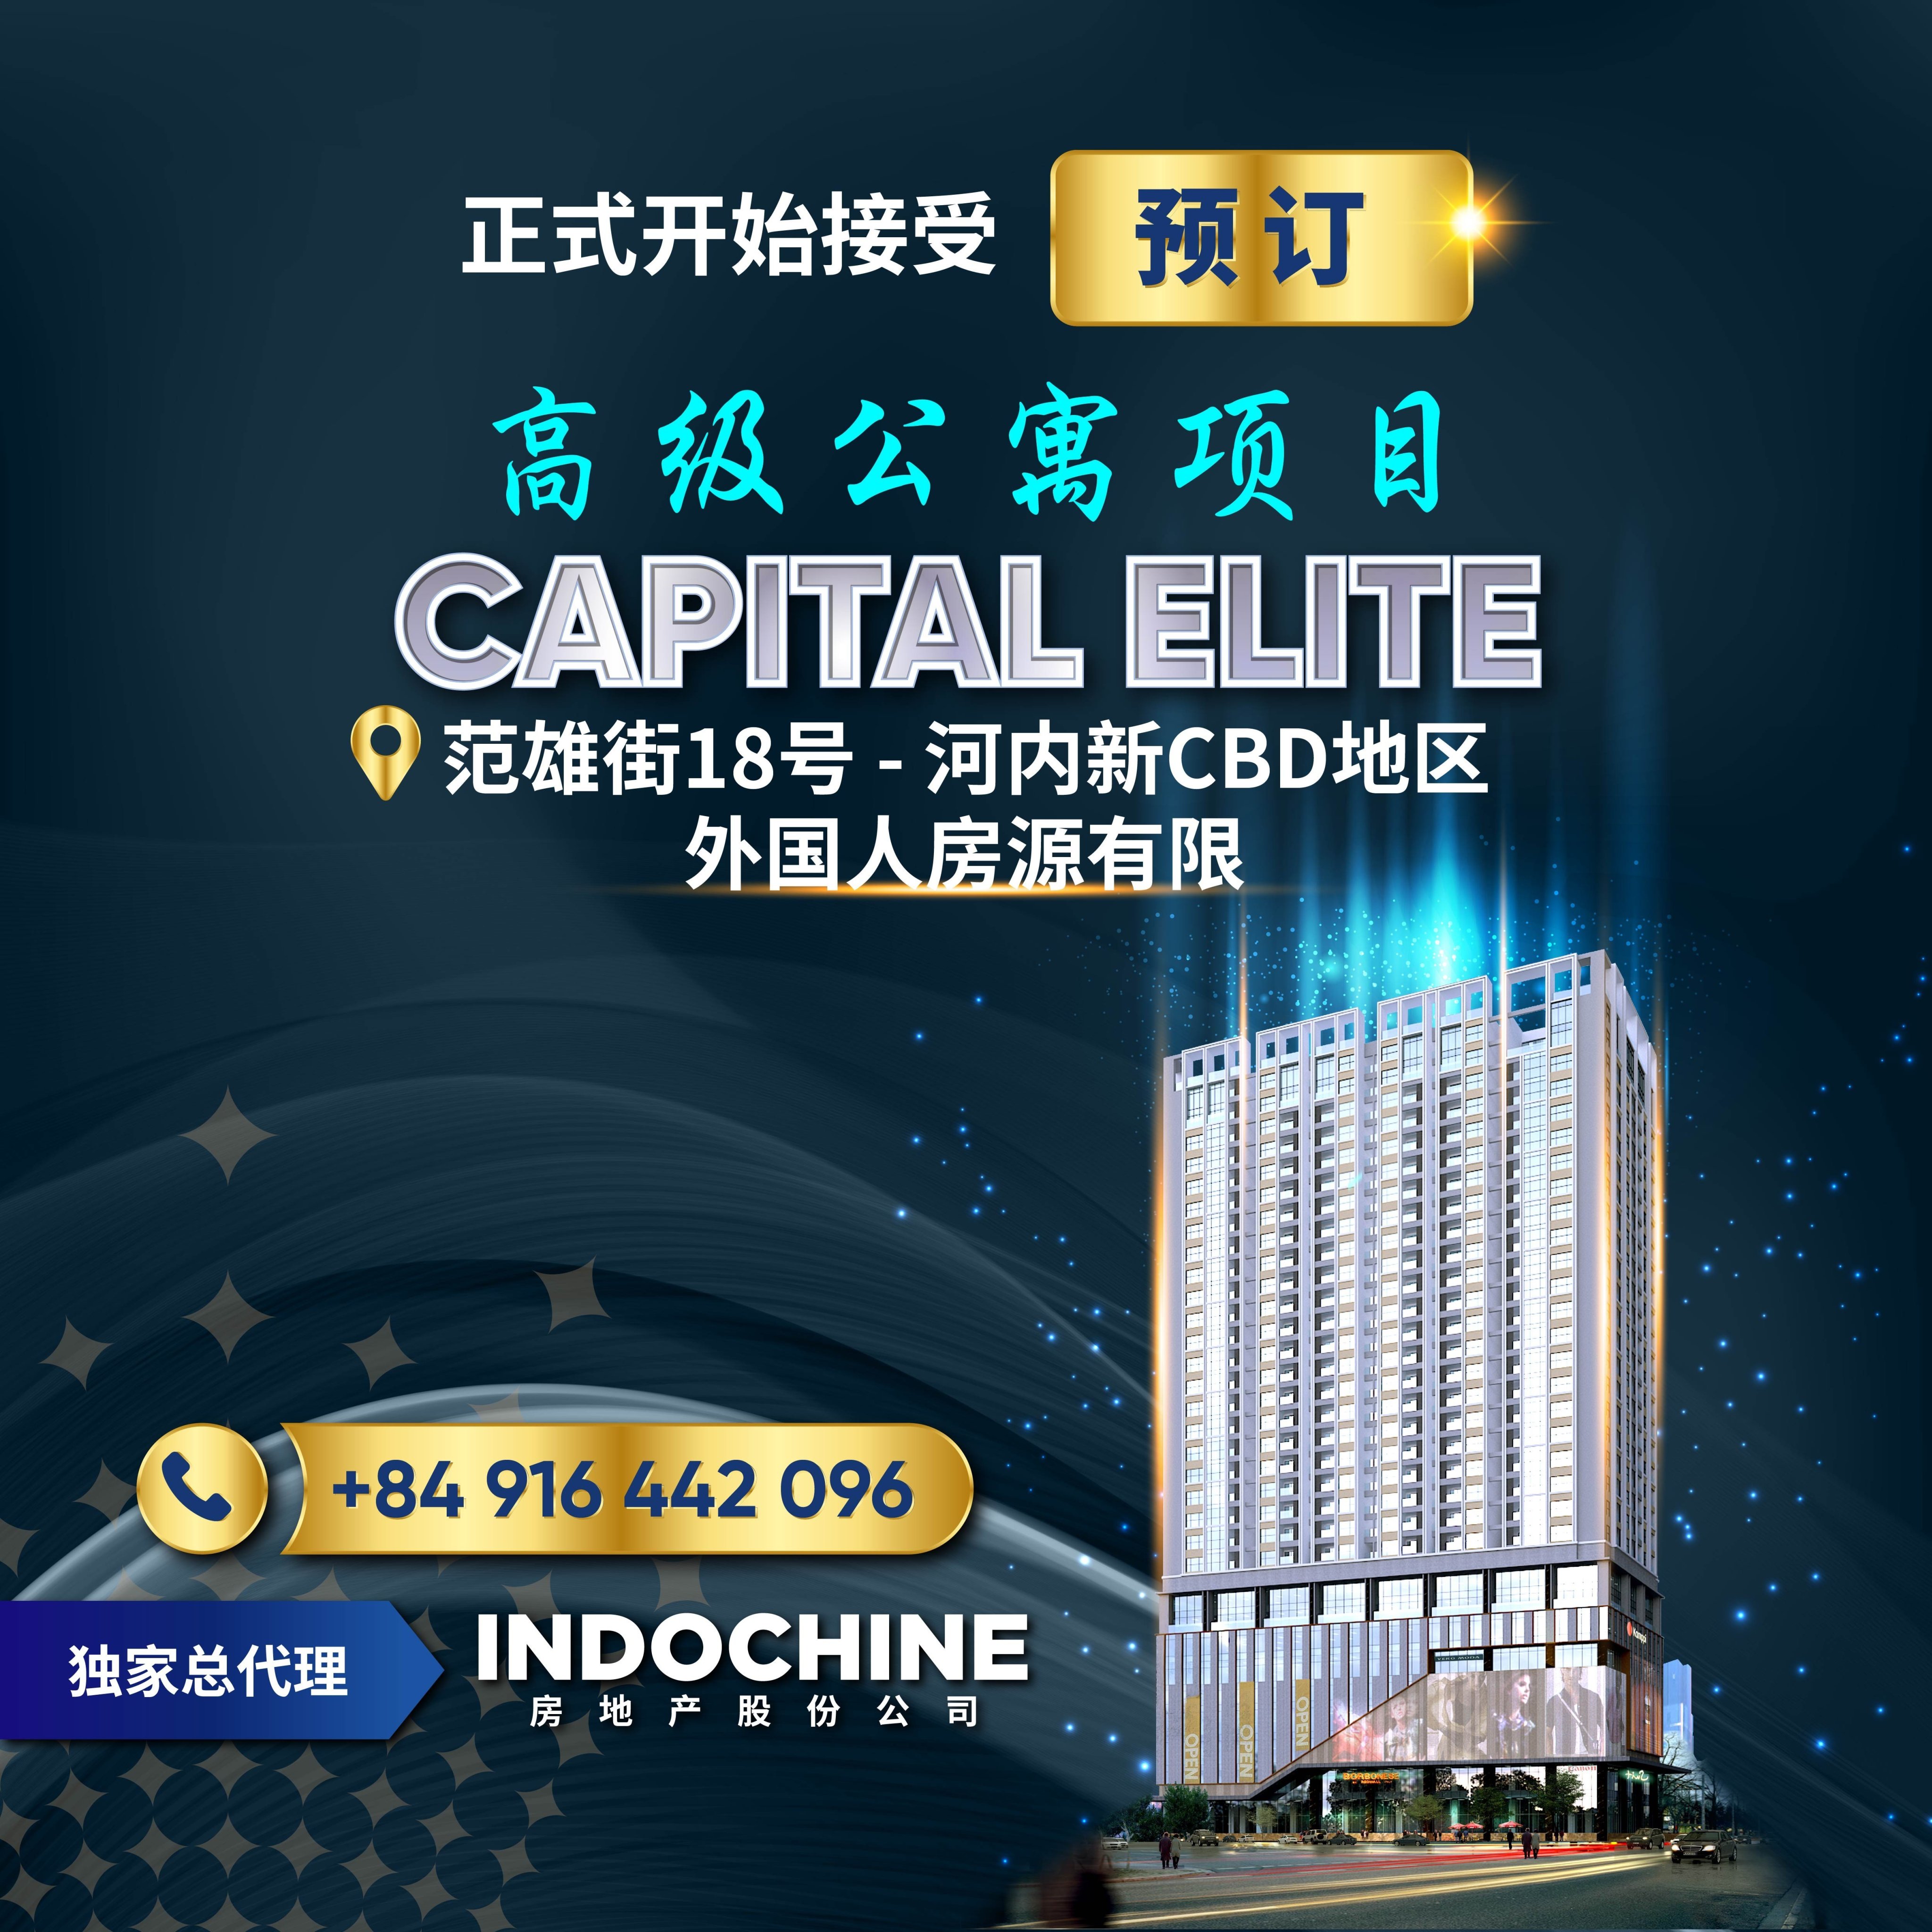 正式开始接受 预订
高级公寓项目
CAPITAL ELITE
范雄街18号 - 河内新CBD地区
外国人房源有限
+84 916 442 096
独家总代理
INDOCHINE
房地产股份公司
VERO MODA
OPEN
OPEN
OPEN